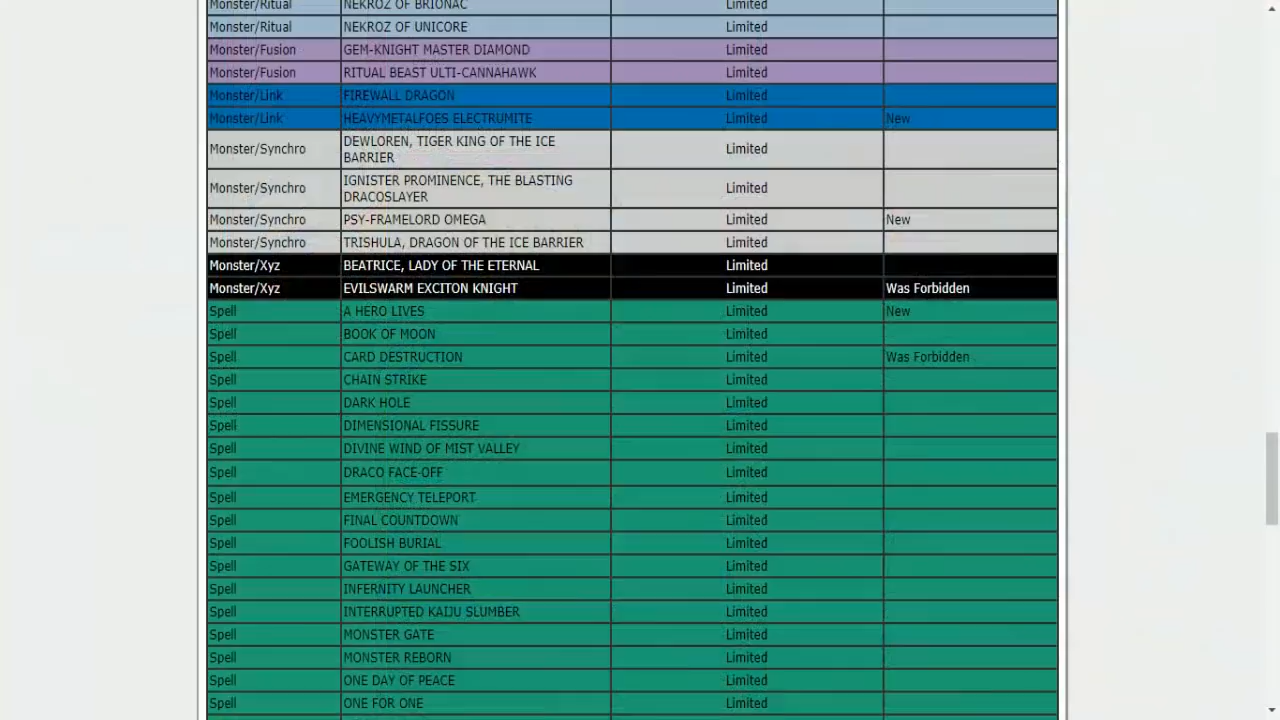 Monster/Ritual NEKROZ OF BRIONAC Limited
Monster/Ritual NEKROZ OF UNICORE Limited
Monster/Fusion GEM-KNIGHT MASTER DIAMOND Limited
Monster/Fusion RITUAL BEAST ULTI-CANNAHAWK Limited
Monster/Link FIREWALL DRAGON Limited
Monster/Link HEAVYMETALFOES ELECTRUMITE Limited New
Monster/Synchro DEWLOREN, TIGER KING OF THE ICE
BARRIER Limited
Monster/Synchro IGNISTER PROMINENCE, THE BLASTING
DRACOSLAYER Limited
Monster/Synchro PSY-FRAMELORD OMEGA Limited New
Monster/Synchro TRISHULA, DRAGON OF THE ICE BARRIER Limited
Monster/Xyz BEATRICE, LADY OF THE ETERNAL Limited
Monster/Xyz EVILSWARM EXCITON KNIGHT Limited Was Forbidden
Spell A HERO LIVES Limited New
Spell BOOK OF MOON Limited
Spell CARD DESTRUCTION Limited Was Forbidden
Spell CHAIN STRIKE Limited
Spell DARK HOLE Limited
Spell DIMENSIONAL FISSURE Limited
Spell DIVINE WIND OF MIST VALLEY Limited
Spell DRACO FACE-OFF Limited
Spell EMERGENCY TELEPORT Limited
Spell FINAL COUNTDOWN Limited
Spell FOOLISH BURIAL Limited
Spell GATEWAY OF THE SIX Limited
Spell INFERNITY LAUNCHER Limited
Spell INTERRUPTED KAIJU SLUMBER Limited
Spell MONSTER GATE Limited
Spell MONSTER REBORN Limited
Spell ONE DAY OF PEACE Limited
Spell ONE FOR ONE Limited